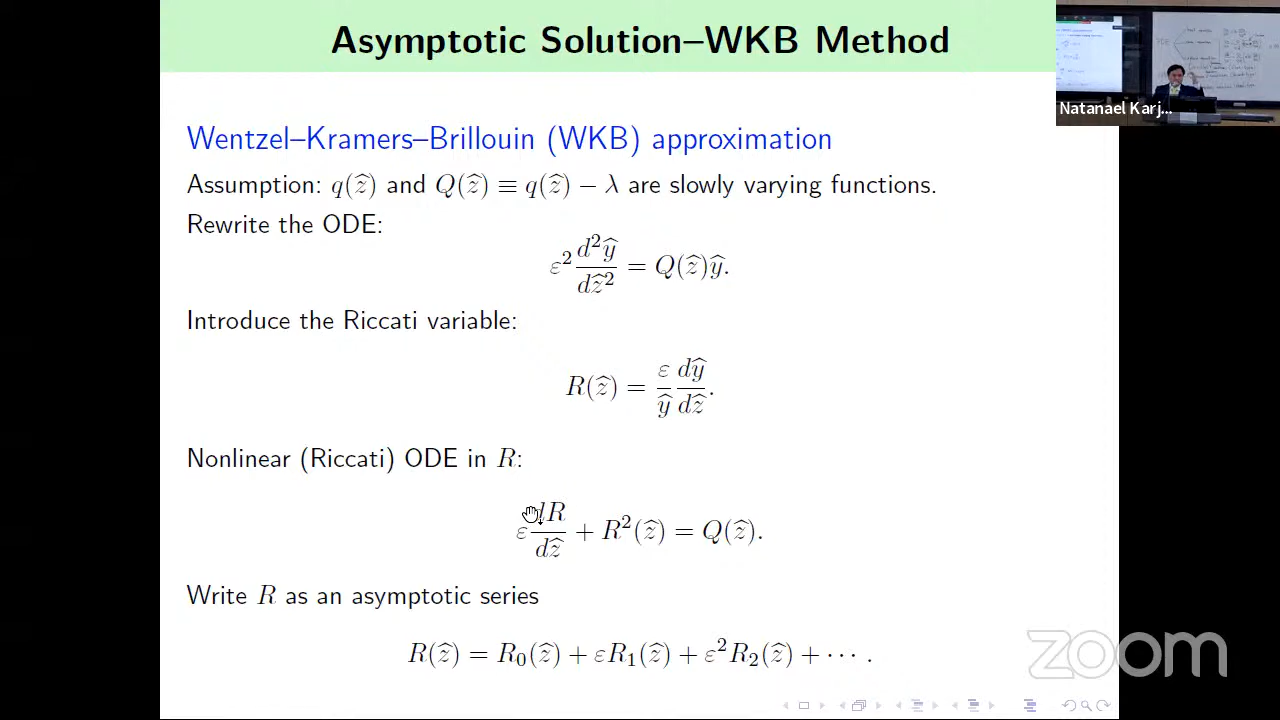 Asymptotic Solution–WKB Method
Natanael Karj...
Wentzel–Kramers–Brillouin (WKB) approximation
Assumption: q(ẑ) and Q(ẑ) ≡ q(ẑ) − λ are slowly varying functions.
Rewrite the ODE:
ε² d²ŷ/dẑ² = Q(ẑ)ŷ.
Introduce the Riccati variable:
R(ẑ) = ε/ŷ dŷ/dẑ.
Nonlinear (Riccati) ODE in R:
ε dR/dẑ + R²(ẑ) = Q(ẑ).
Write R as an asymptotic series
R(ẑ) = R₀(ẑ) + εR₁(ẑ) + ε²R₂(ẑ) + ⋯ .
zoom